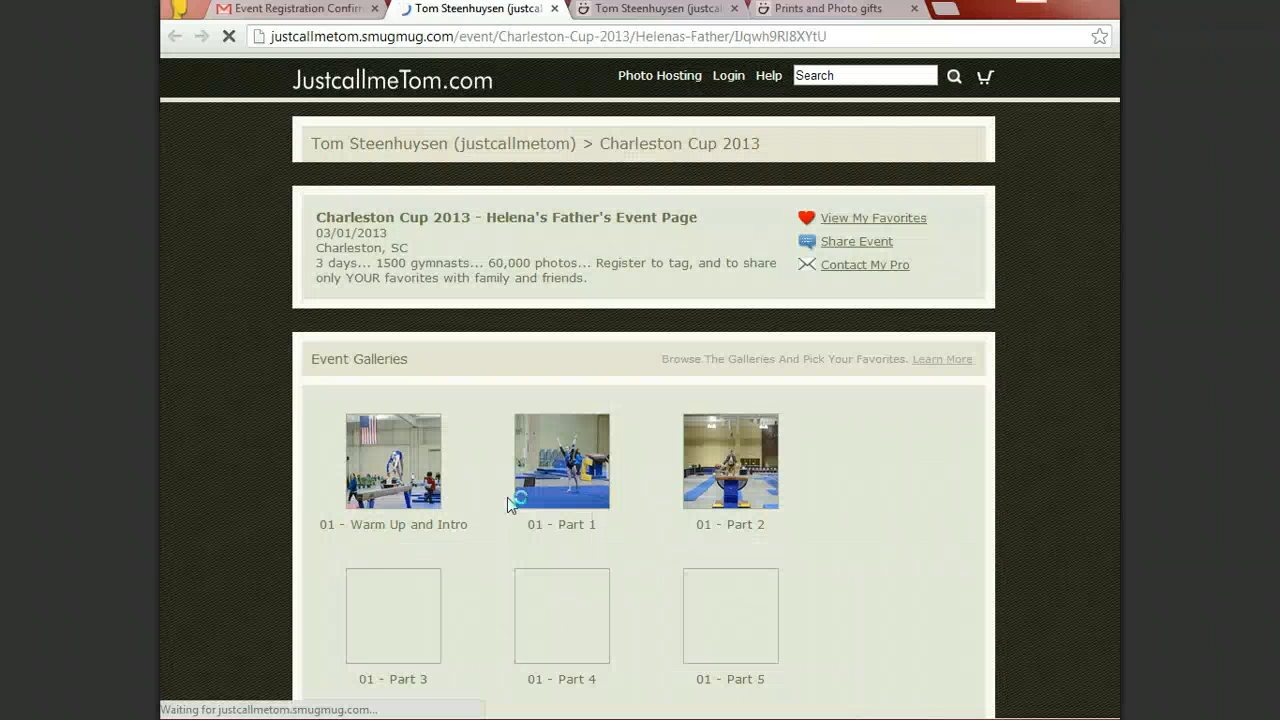 Event Registration Confirm
Tom Steenhuysen (justcal
Tom Steenhuysen (justcal
Prints and Photo gifts
justcallmetom.smugmug.com/event/Charleston-Cup-2013/Helenas-Father/
JustcallmeTom.com
Photo Hosting Login Help Search
Tom Steenhuysen (justcallmetom) > Charleston Cup 2013
Charleston Cup 2013 - Helena's Father's Event Page
03/01/2013
Charleston, SC
3 days... 1500 gymnasts... 60,000 photos... Register to tag, and to share
only YOUR favorites with family and friends.
View My Favorites
Share Event
Contact My Pro
Event Galleries
Browse The Galleries And Pick Your Favorites. Learn More
01 - Warm Up and Intro
01 - Part 1
01 - Part 2
01 - Part 3
01 - Part 4
01 - Part 5
Waiting for justcallmetom.smugmug.com...